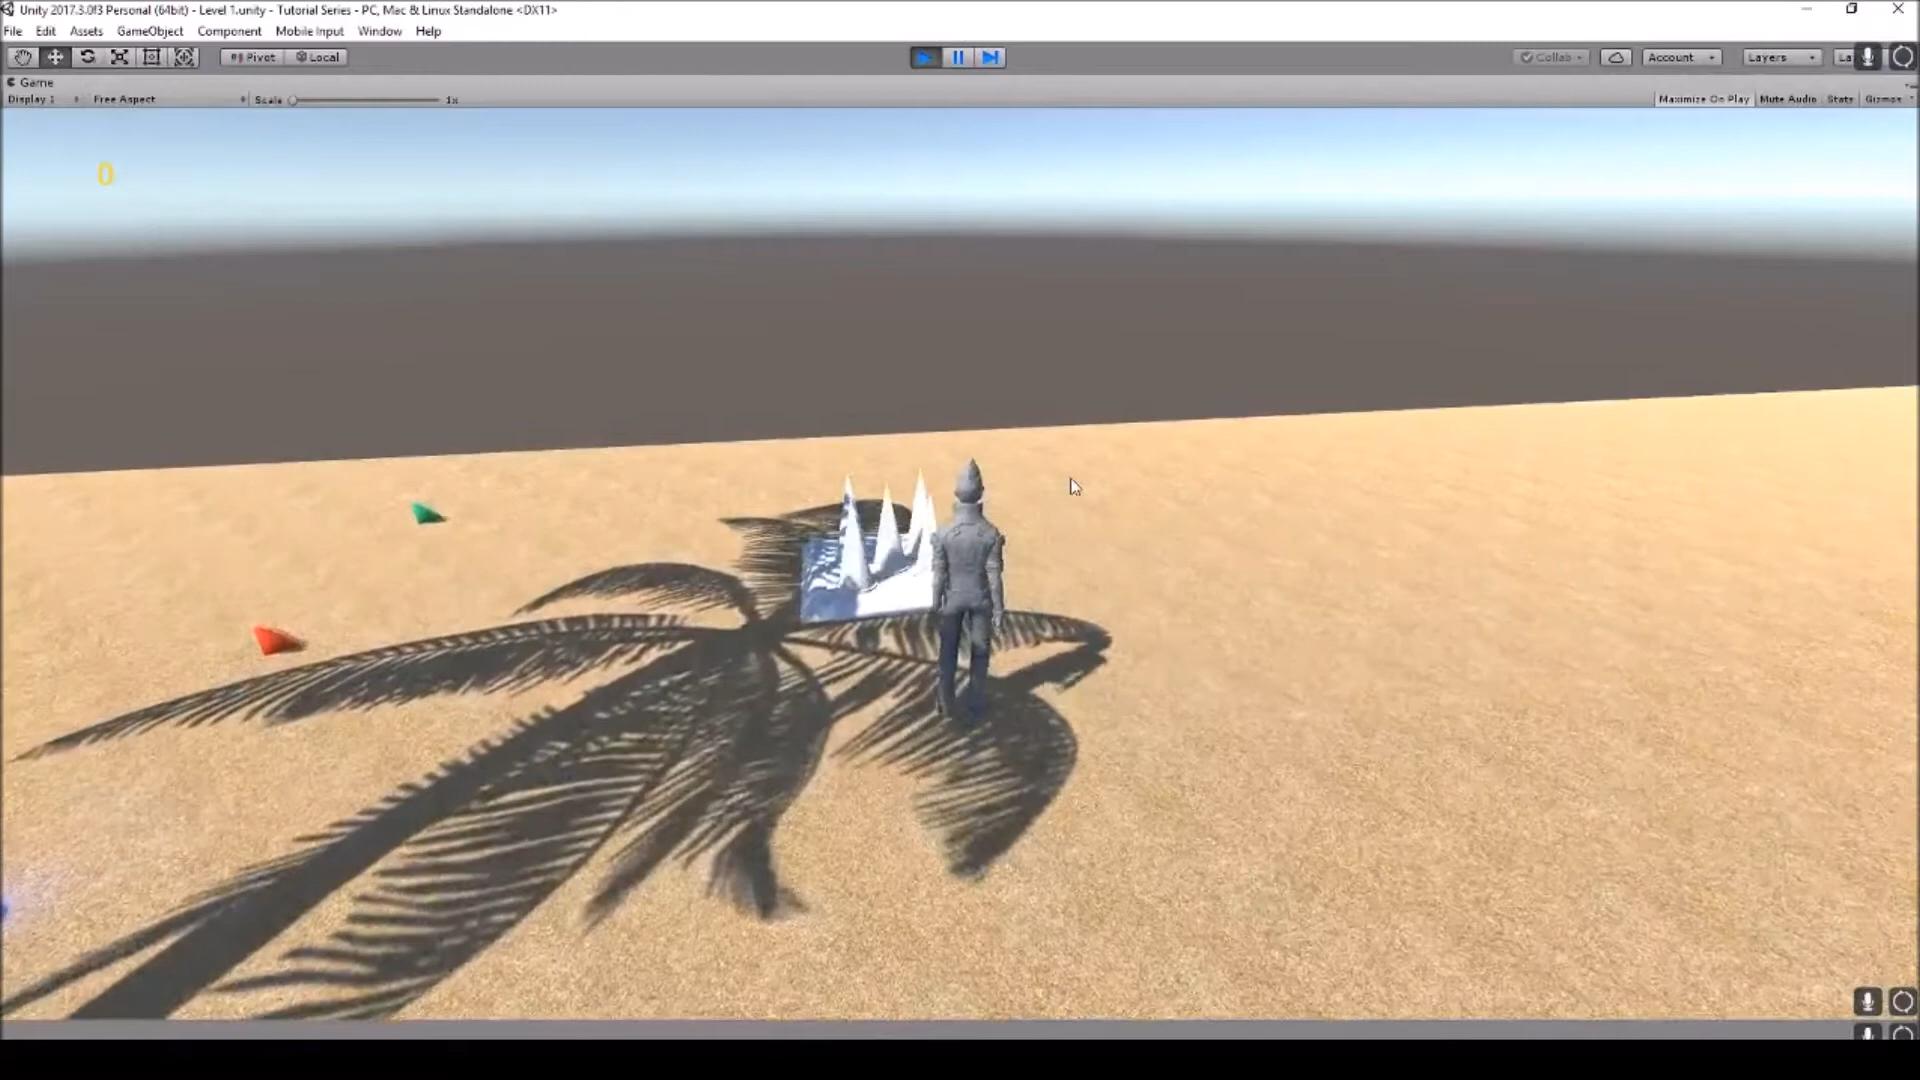 Unity 2017.3.0f3 Personal (64bit) - Level 1.unity - Tutorial Series - PC, Mac & Linux Standalone <DX11>
File Edit Assets GameObject Component Mobile Input Window Help
Pivot Local Collab Account Layers La
Game
Display 1 Free Aspect Scale 1x Maximize On Play Mute Audio Stats Gizmos
0